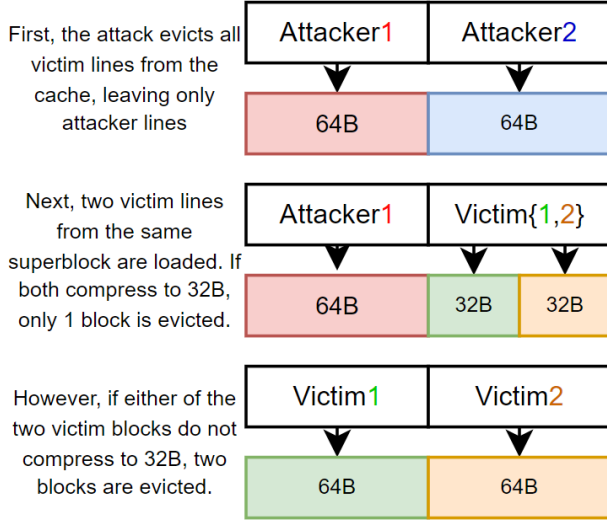 First, the attack evicts all
victim lines from the
cache, leaving only
attacker lines
Attacker1
Attacker2
64B
64B
Next, two victim lines
from the same
superblock are loaded. If
both compress to 32B,
only 1 block is evicted.
Attacker1
Victim{1,2}
64B
32B
32B
However, if either of the
two victim blocks do not
compress to 32B, two
blocks are evicted.
Victim1
Victim2
64B
64B